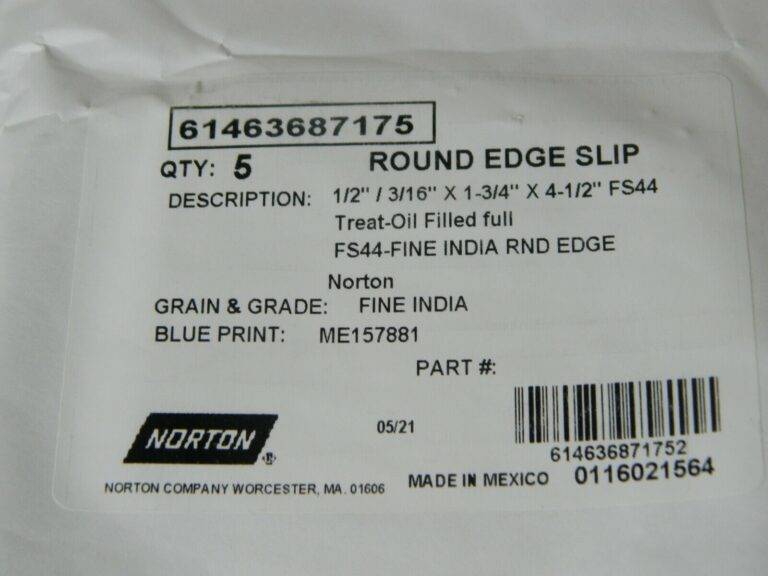 61463687175
QTY: 5 ROUND EDGE SLIP
DESCRIPTION: 1/2" / 3/16" X 1-3/4" X 4-1/2" FS44
Treat-Oil Filled full
FS44-FINE INDIA RND EDGE
Norton
GRAIN & GRADE: FINE INDIA
BLUE PRINT: ME157881
PART #:
NORTON
05/21
614636871752
NORTON COMPANY WORCESTER, MA. 01606
MADE IN MEXICO 0116021564